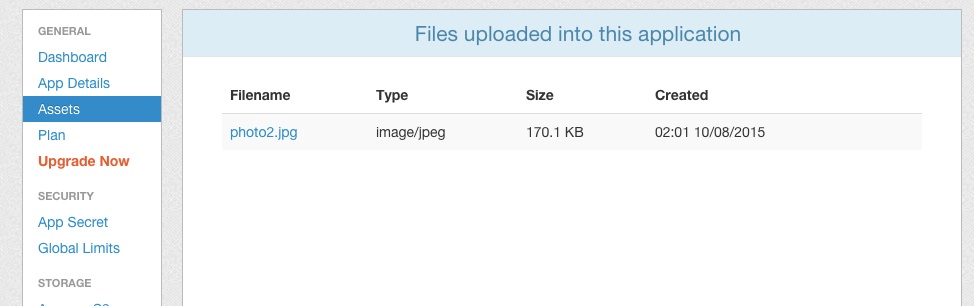 GENERAL
Dashboard
App Details
Assets
Plan
Upgrade Now
SECURITY
App Secret
Global Limits
STORAGE
Files uploaded into this application
Filename Type Size Created
photo2.jpg image/jpeg 170.1 KB 02:01 10/08/2015